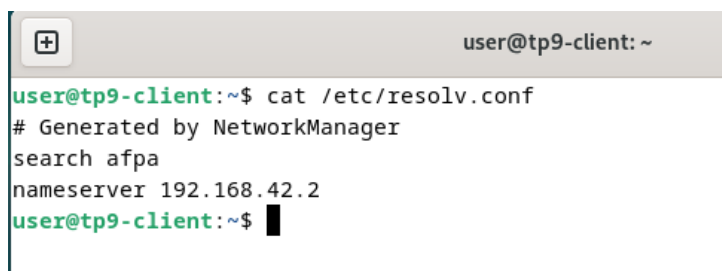 user@tp9-client: ~
user@tp9-client:~$ cat /etc/resolv.conf
# Generated by NetworkManager
search afpa
nameserver 192.168.42.2
user@tp9-client:~$